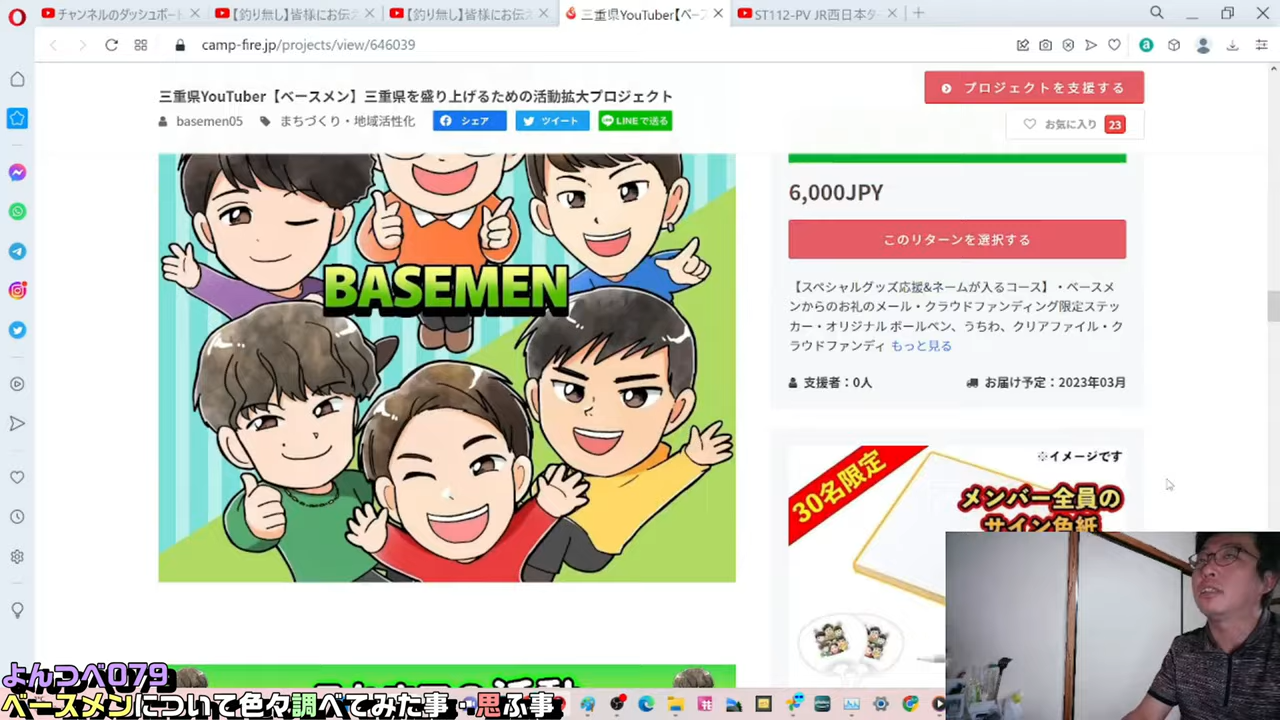 チャンネルのダッシュボード
【釣り無し】皆様にお伝え
【釣り無し】皆様にお伝え
三重県YouTuber【ベース
ST112-PV JR西日本タ
camp-fire.jp/projects/view/646039
三重県YouTuber【ベースメン】三重県を盛り上げるための活動拡大プロジェクト
basemen05 まちづくり・地域活性化 シェア ツイート LINEで送る
プロジェクトを支援する
お気に入り 23
BASEMEN
6,000JPY
このリターンを選択する
【スペシャルグッズ応援&ネームが入るコース】・ベースメ
ンからのお礼のメール・クラウドファンディング限定ステッ
カー・オリジナル ボールペン、うちわ、クリアファイル・ク
ラウドファンディ もっと見る
支援者：0人 お届け予定：2023年03月
※イメージです
30名限定
メンバー全員の
サイン色紙
よんつべ079
ベースメンについて色々調べてみた事・思ふ事